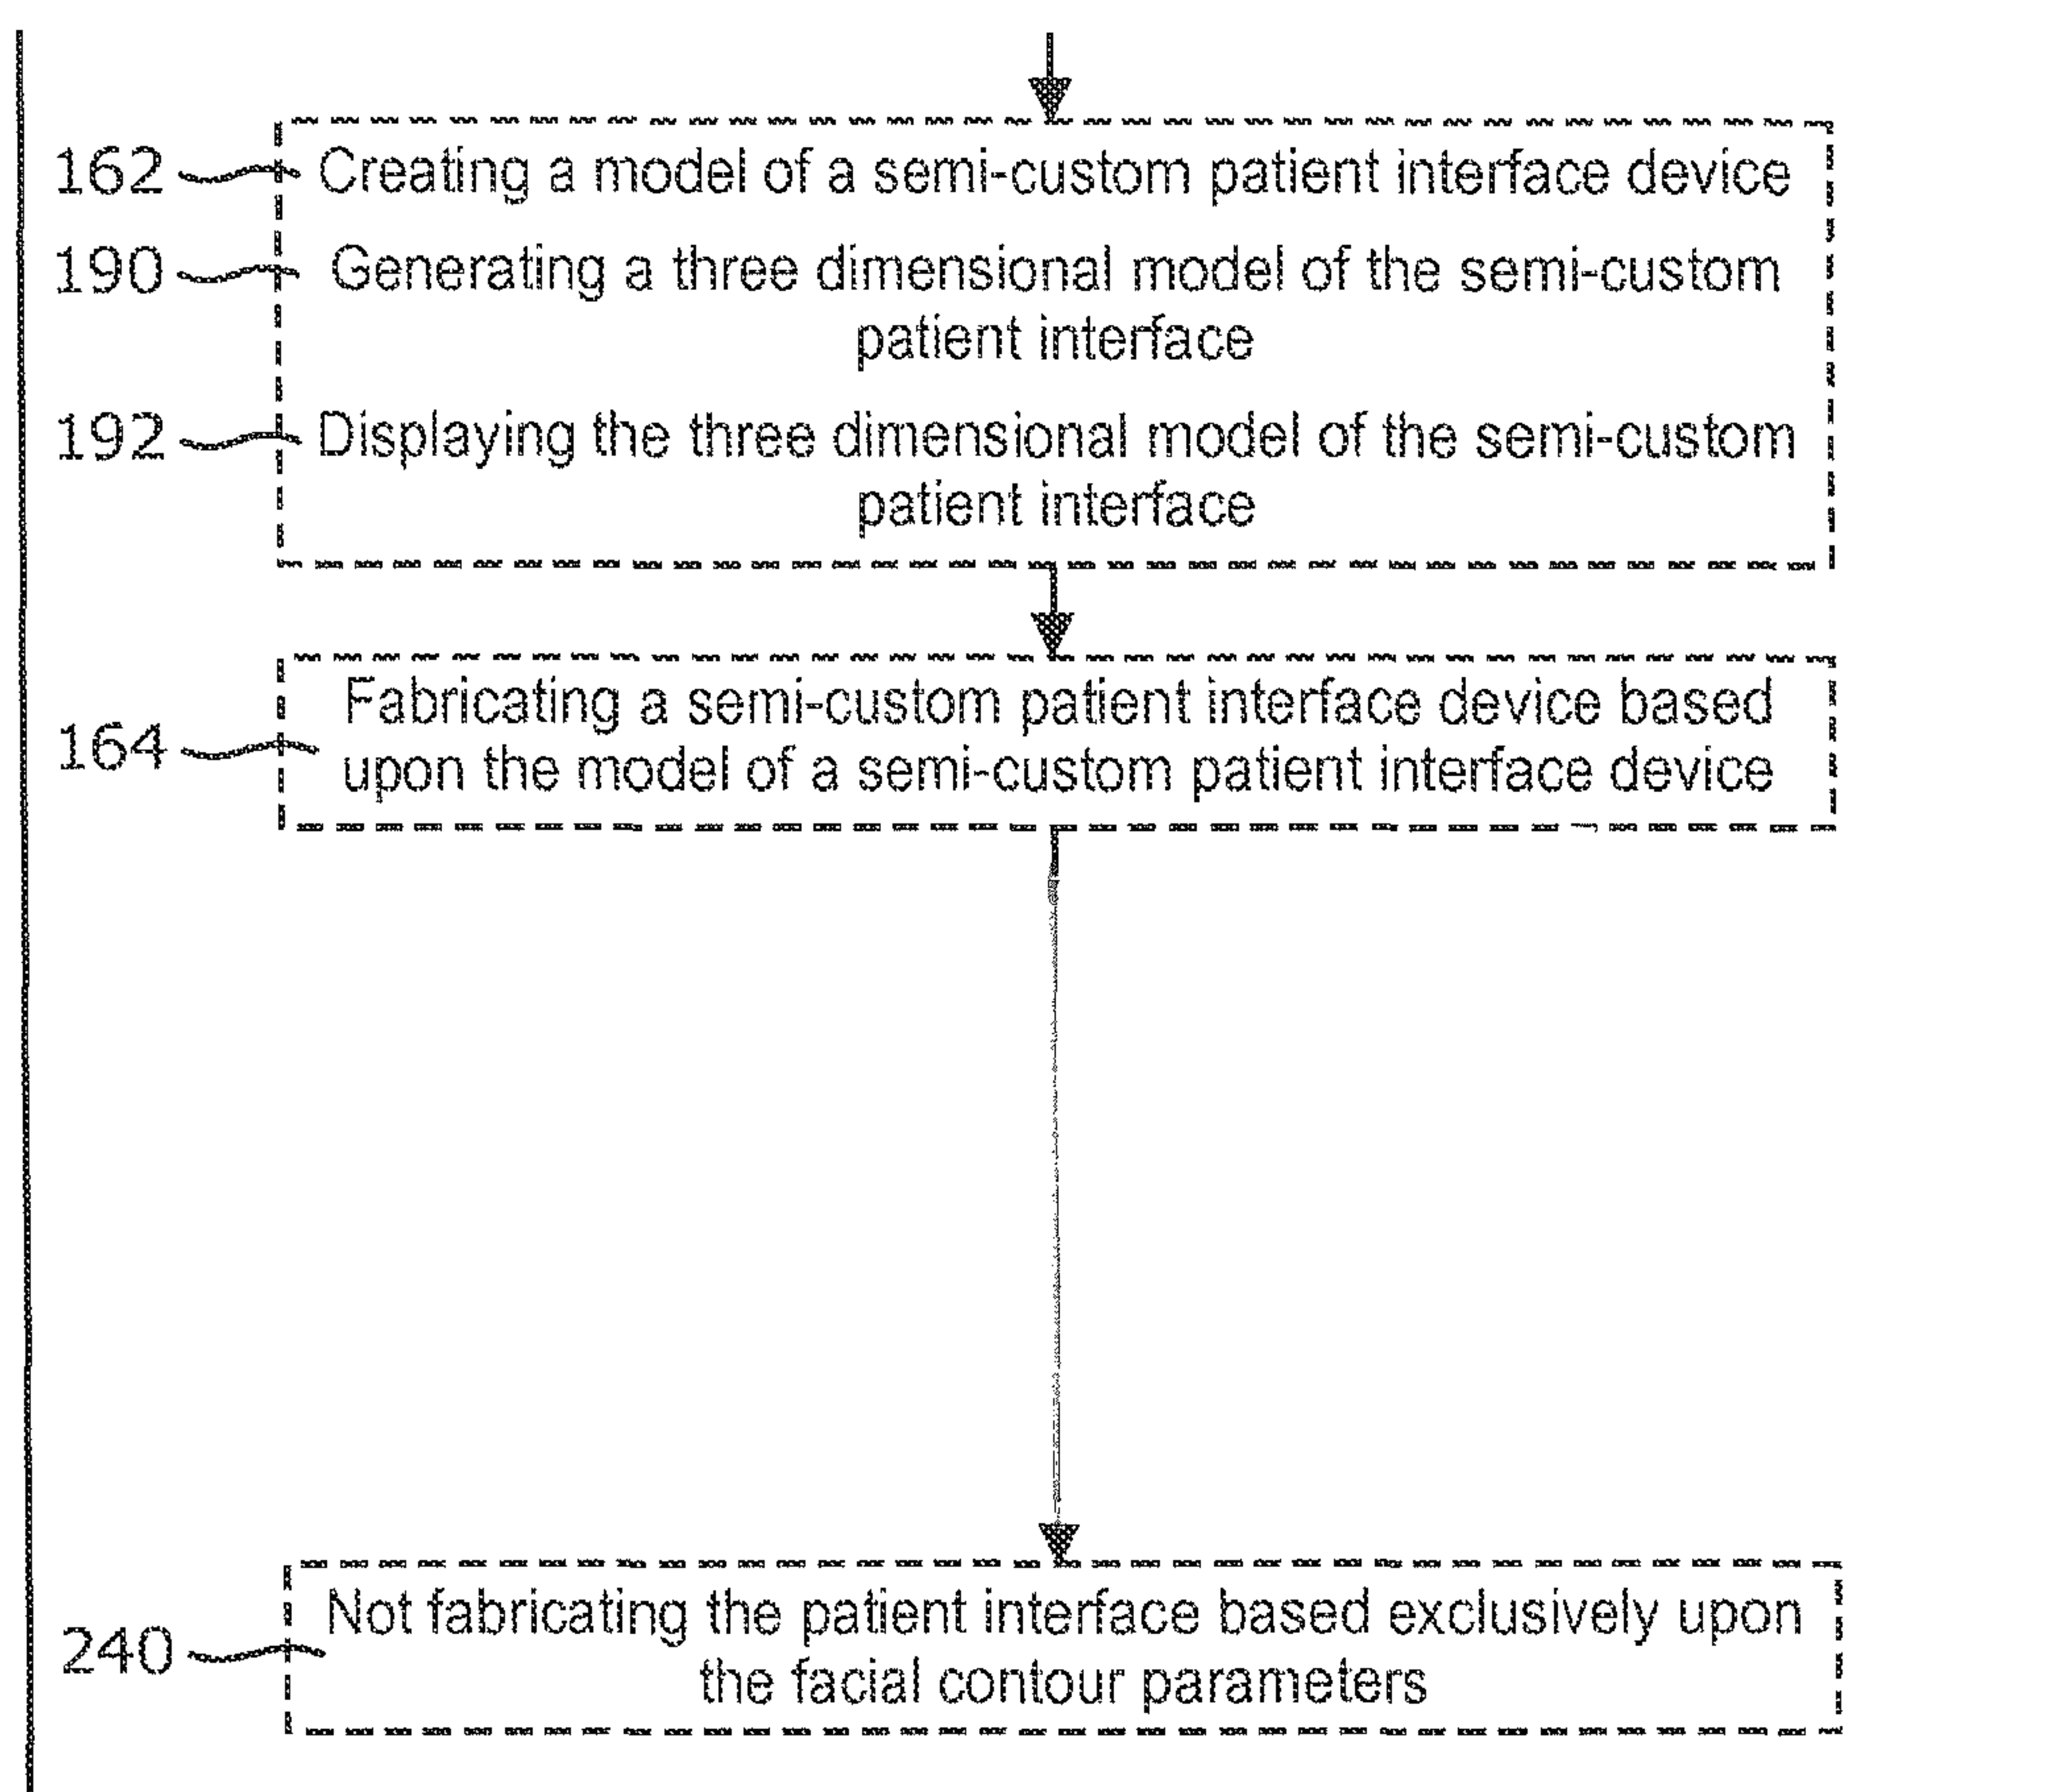 162 Creating a model of a semi-custom patient interface device
190 Generating a three dimensional model of the semi-custom
patient interface
192 Displaying the three dimensional model of the semi-custom
patient interface
Fabricating a semi-custom patient interface device based
164 upon the model of a semi-custom patient interface device
Not fabricating the patient interface based exclusively upon
240 the facial contour parameters